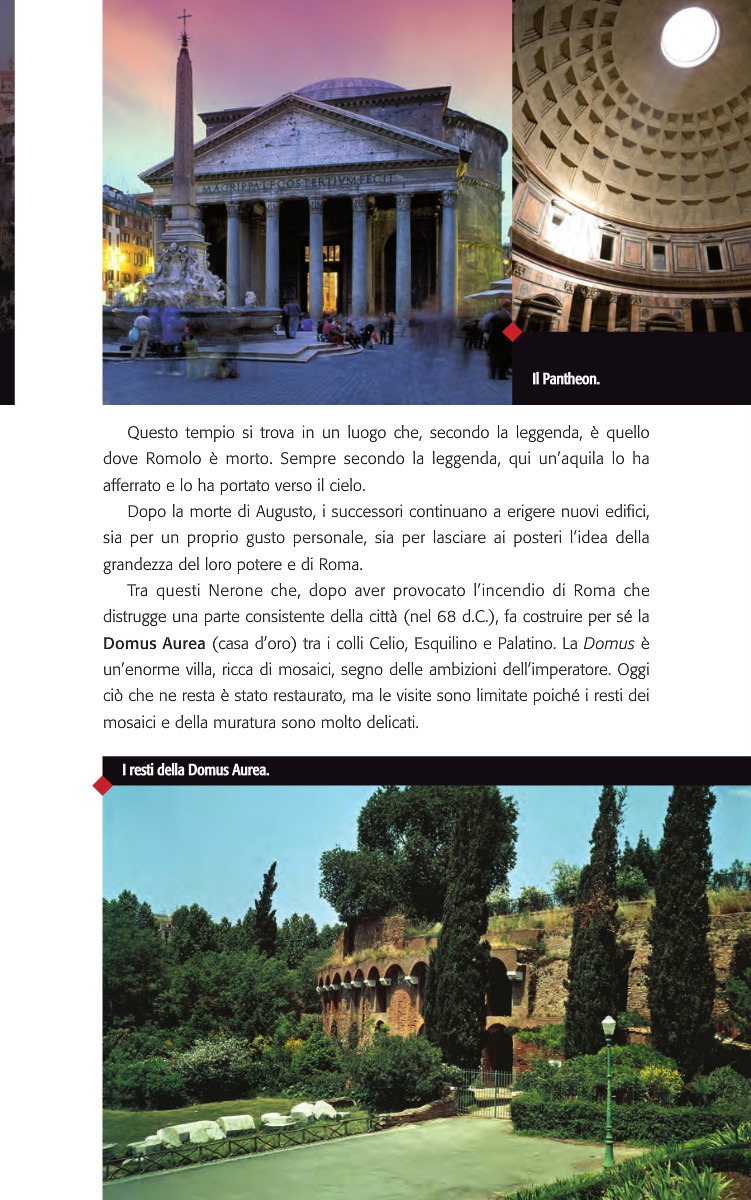 M·AGRIPPA·L·F·COS·TERTIVM·FECIT
Il Pantheon.
Questo tempio si trova in un luogo che, secondo la leggenda, è quello
dove Romolo è morto. Sempre secondo la leggenda, qui un’aquila lo ha
afferrato e lo ha portato verso il cielo.
Dopo la morte di Augusto, i successori continuano a erigere nuovi edifici,
sia per un proprio gusto personale, sia per lasciare ai posteri l’idea della
grandezza del loro potere e di Roma.
Tra questi Nerone che, dopo aver provocato l’incendio di Roma che
distrugge una parte consistente della città (nel 68 d.C.), fa costruire per sé la
Domus Aurea (casa d’oro) tra i colli Celio, Esquilino e Palatino. La Domus è
un’enorme villa, ricca di mosaici, segno delle ambizioni dell’imperatore. Oggi
ciò che ne resta è stato restaurato, ma le visite sono limitate poiché i resti dei
mosaici e della muratura sono molto delicati.
I resti della Domus Aurea.